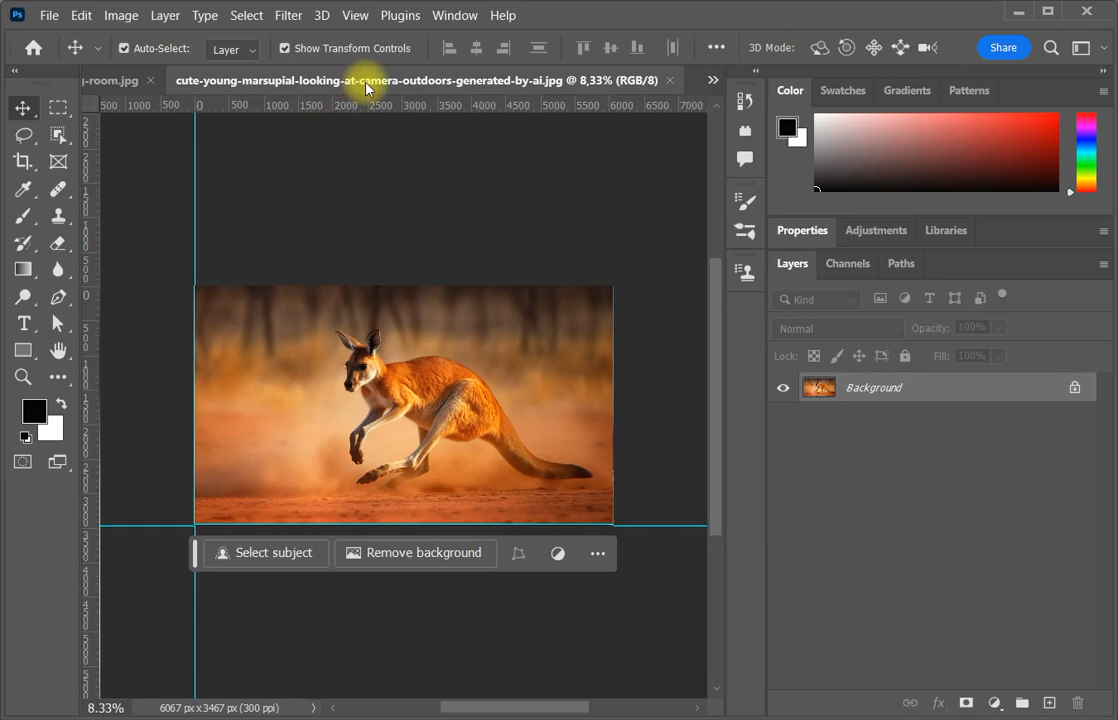 Ps File Edit Image Layer Type Select Filter 3D View Plugins Window Help
Auto-Select: Layer Show Transform Controls 3D Mode: Share
-room.jpg cute-young-marsupial-looking-at-camera-outdoors-generated-by-ai.jpg @ 8,33% (RGB/8)
500 1000 0 500 1000 1500 2000 2500 3000 3500 4000 4500 5000 5500 6000 6500 7000
Color Swatches Gradients Patterns
Properties Adjustments Libraries
Layers Channels Paths
Kind
Normal Opacity: 100%
Lock: Fill: 100%
Background
Select subject Remove background
8.33% 6067 px x 3467 px (300 ppi)